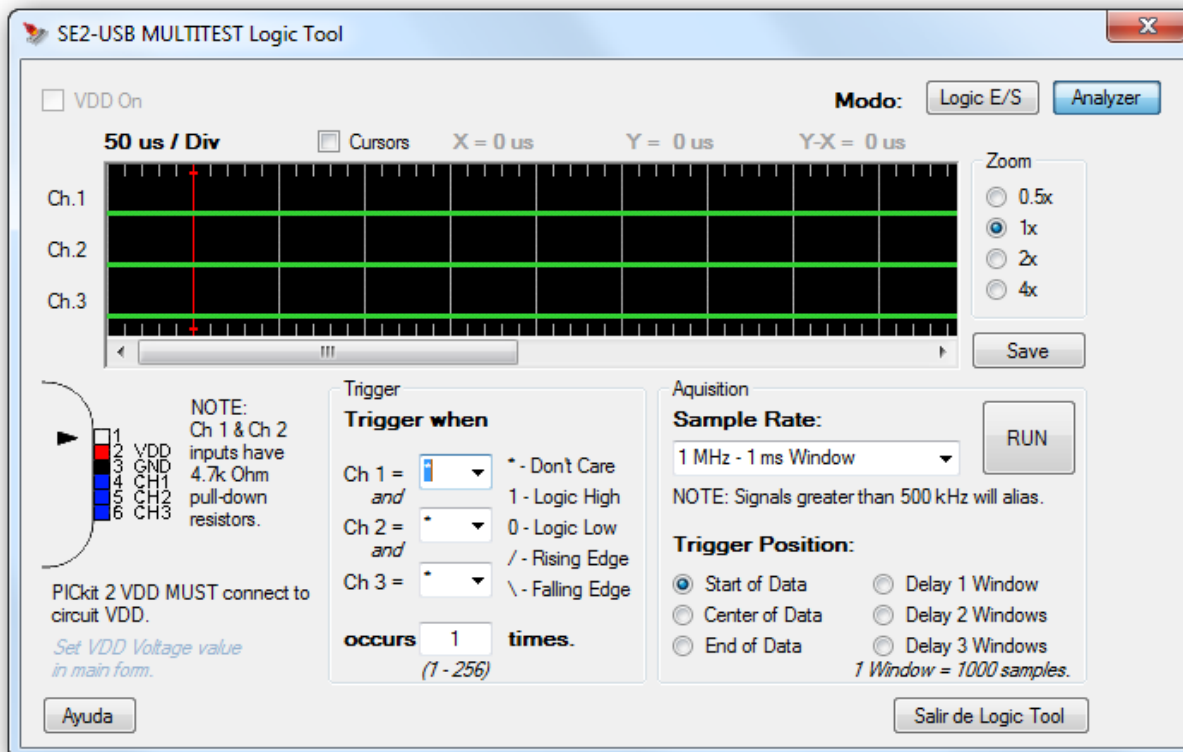 SE2-USB MULTITEST Logic Tool
VDD On
Modo:
Logic E/S
Analyzer
50 us / Div
Cursors
X = 0 us
Y = 0 us
Y-X = 0 us
Zoom
Ch.1
Ch.2
Ch.3
0.5x
1x
2x
4x
Save
1
2 VDD
3 GND
4 CH1
5 CH2
6 CH3
NOTE:
Ch 1 & Ch 2
inputs have
4.7k Ohm
pull-down
resistors.
PICkit 2 VDD MUST connect to
circuit VDD.
Set VDD Voltage value
in main form.
Trigger
Trigger when
Ch 1 = *
and
Ch 2 = *
and
Ch 3 = *
* - Don't Care
1 - Logic High
0 - Logic Low
/ - Rising Edge
\ - Falling Edge
occurs 1 times.
(1 - 256)
Aquisition
Sample Rate:
1 MHz - 1 ms Window
RUN
NOTE: Signals greater than 500 kHz will alias.
Trigger Position:
Start of Data
Center of Data
End of Data
Delay 1 Window
Delay 2 Windows
Delay 3 Windows
1 Window = 1000 samples.
Ayuda
Salir de Logic Tool